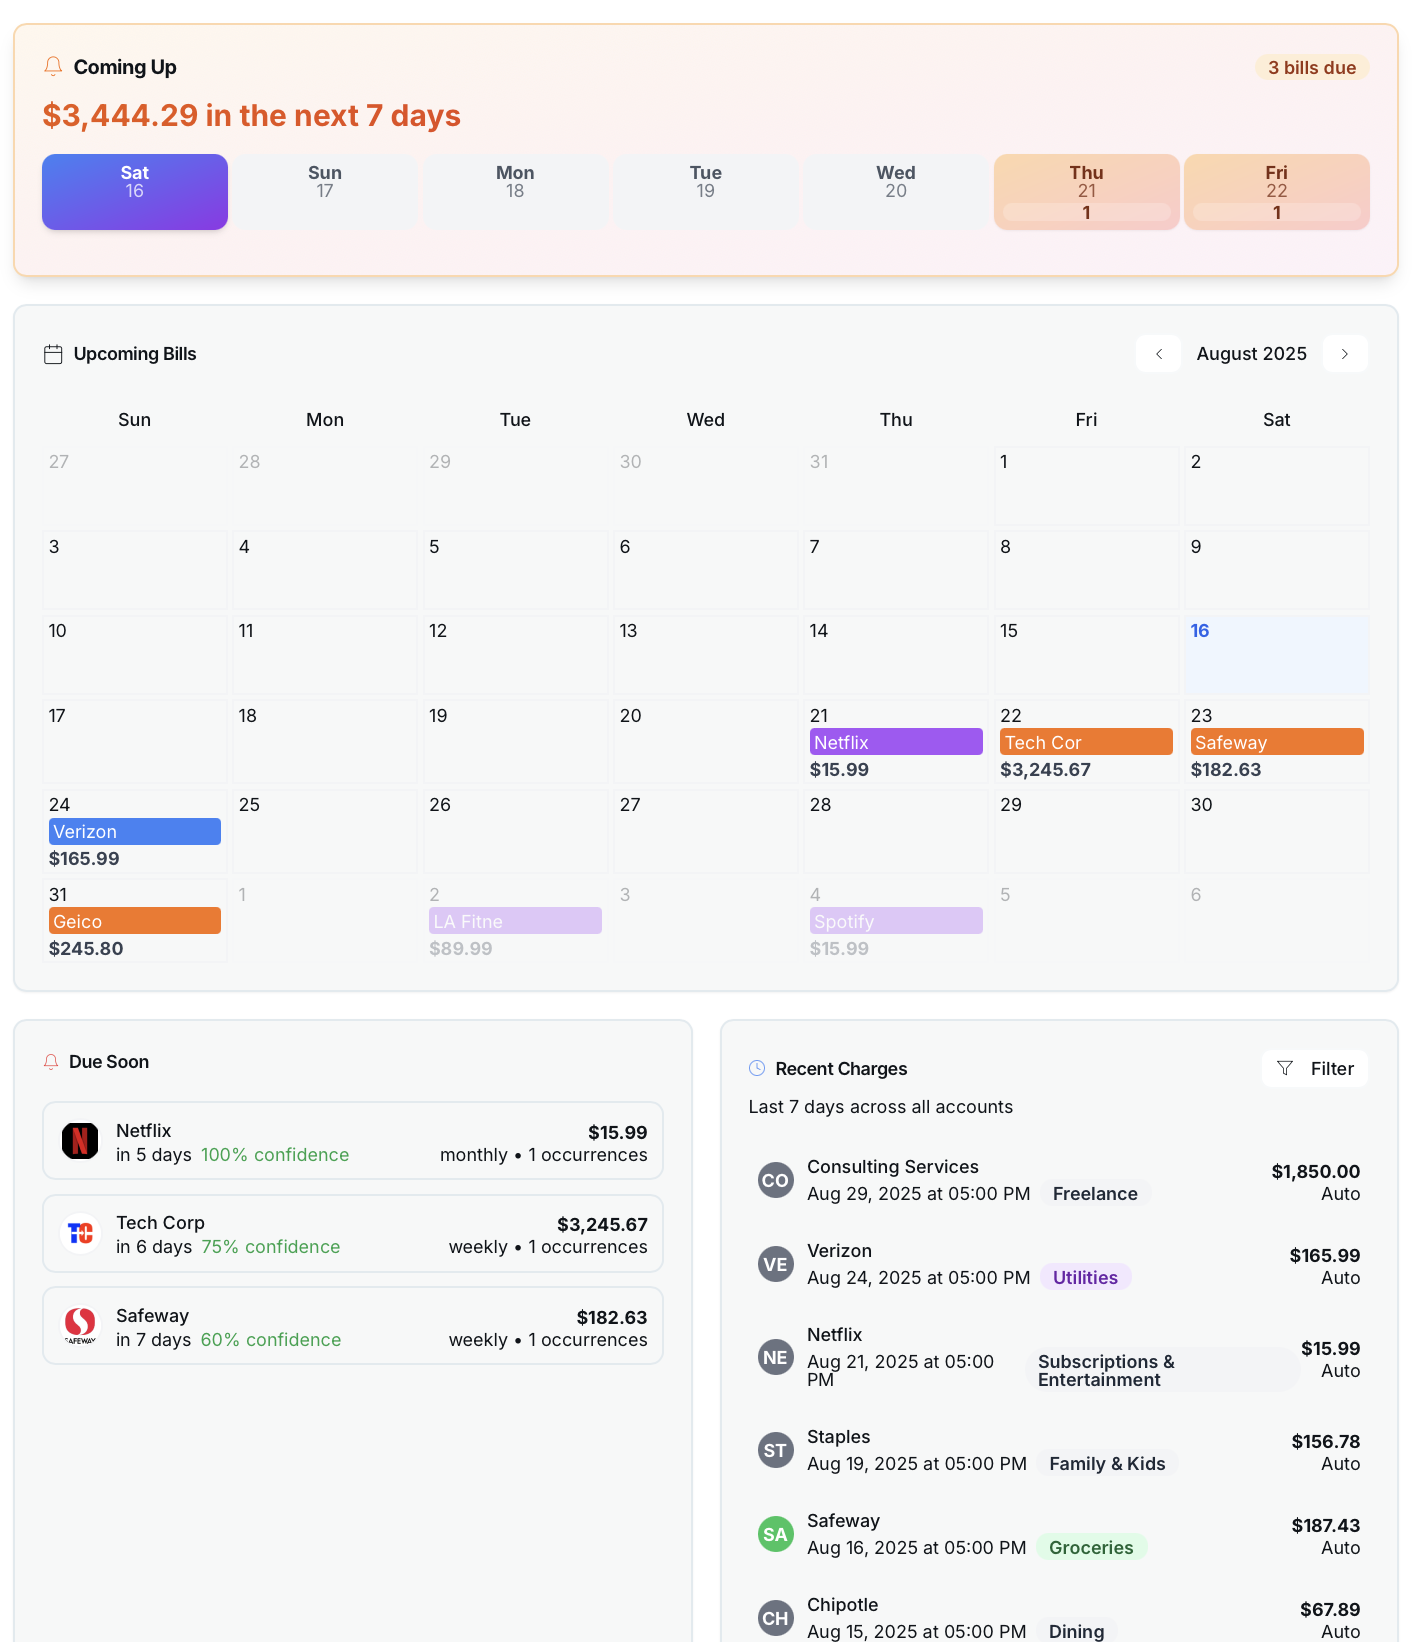 Coming Up
3 bills due
$3,444.29 in the next 7 days
Sat Sun Mon Tue Wed Thu Fri
16 17 18 19 20 21 22
1 1
Upcoming Bills
August 2025
Sun Mon Tue Wed Thu Fri Sat
27 28 29 30 31 1 2
3 4 5 6 7 8 9
10 11 12 13 14 15 16
17 18 19 20 21 22 23
Netflix Tech Cor Safeway
$15.99 $3,245.67 $182.63
24 25 26 27 28 29 30
Verizon
$165.99
31 1 2 3 4 5 6
Geico LA Fitne Spotify
$245.80 $89.99 $15.99
Due Soon
Netflix
$15.99
in 5 days 100% confidence
monthly • 1 occurrences
TC
Tech Corp
$3,245.67
in 6 days 75% confidence
weekly • 1 occurrences
SAFEWAY
Safeway
$182.63
in 7 days 60% confidence
weekly • 1 occurrences
Recent Charges
Filter
Last 7 days across all accounts
CO
Consulting Services
$1,850.00
Aug 29, 2025 at 05:00 PM Freelance
Auto
VE
Verizon
$165.99
Aug 24, 2025 at 05:00 PM Utilities
Auto
NE
Netflix
$15.99
Aug 21, 2025 at 05:00
PM
Subscriptions &
Entertainment
Auto
ST
Staples
$156.78
Aug 19, 2025 at 05:00 PM Family & Kids
Auto
SA
Safeway
$187.43
Aug 16, 2025 at 05:00 PM Groceries
Auto
CH
Chipotle
$67.89
Aug 15, 2025 at 05:00 PM Dining
Auto